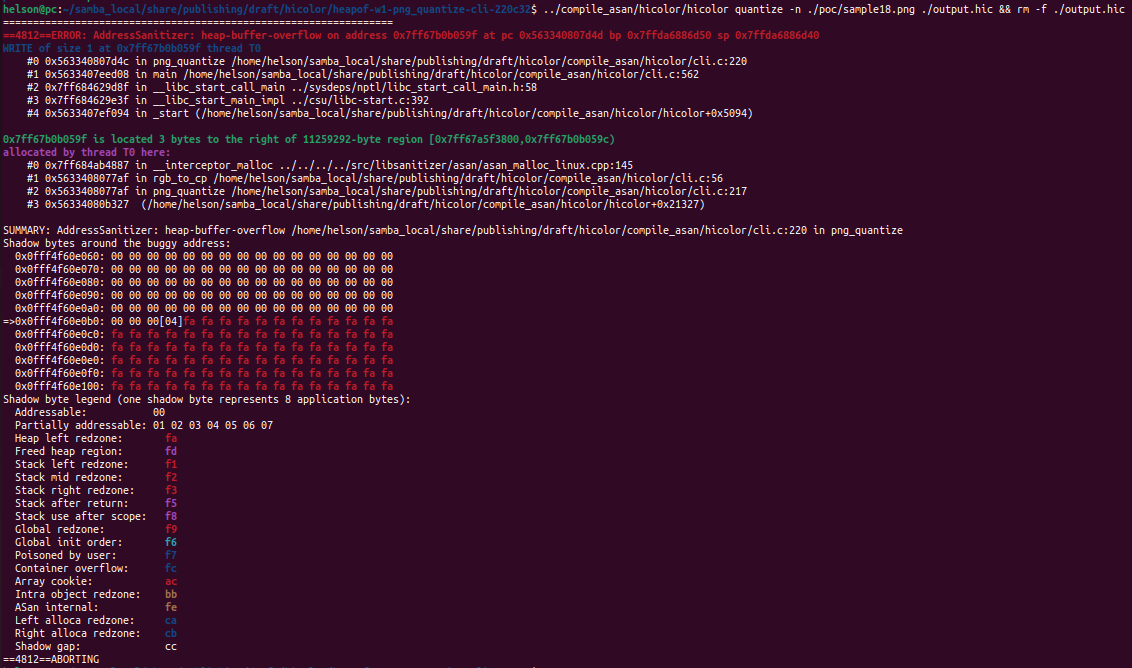 helson@pc:~/samba_local/share/publishing/draft/hicolor/heapof-w1-png_quantize-cli-220c32$ ../compile_asan/hicolor/hicolor quantize -n ./poc/sample18.png ./output.hic && rm -f ./output.hic
=================================================================
==4812==ERROR: AddressSanitizer: heap-buffer-overflow on address 0x7ff67b0b059f at pc 0x563340807d4d bp 0x7ffda6886d50 sp 0x7ffda6886d40
WRITE of size 1 at 0x7ff67b0b059f thread T0
    #0 0x563340807d4c in png_quantize /home/helson/samba_local/share/publishing/draft/hicolor/compile_asan/hicolor/cli.c:220
    #1 0x5633407eed08 in main /home/helson/samba_local/share/publishing/draft/hicolor/compile_asan/hicolor/cli.c:562
    #2 0x7ff684629d8f in __libc_start_call_main ../sysdeps/nptl/libc_start_call_main.h:58
    #3 0x7ff684629e3f in __libc_start_main_impl ../csu/libc-start.c:392
    #4 0x5633407ef094 in _start (/home/helson/samba_local/share/publishing/draft/hicolor/compile_asan/hicolor/hicolor+0x5094)

0x7ff67b0b059f is located 3 bytes to the right of 11259292-byte region [0x7ff67a5f3800,0x7ff67b0b059c)
allocated by thread T0 here:
    #0 0x7ff684ab4887 in __interceptor_malloc ../../../../src/libsanitizer/asan/asan_malloc_linux.cpp:145
    #1 0x5633408077af in rgb_to_cp /home/helson/samba_local/share/publishing/draft/hicolor/compile_asan/hicolor/cli.c:56
    #2 0x5633408077af in png_quantize /home/helson/samba_local/share/publishing/draft/hicolor/compile_asan/hicolor/cli.c:217
    #3 0x56334080b327  (/home/helson/samba_local/share/publishing/draft/hicolor/compile_asan/hicolor/hicolor+0x21327)

SUMMARY: AddressSanitizer: heap-buffer-overflow /home/helson/samba_local/share/publishing/draft/hicolor/compile_asan/hicolor/cli.c:220 in png_quantize
Shadow bytes around the buggy address:
  0x0fff4f60e060: 00 00 00 00 00 00 00 00 00 00 00 00 00 00 00 00
  0x0fff4f60e070: 00 00 00 00 00 00 00 00 00 00 00 00 00 00 00 00
  0x0fff4f60e080: 00 00 00 00 00 00 00 00 00 00 00 00 00 00 00 00
  0x0fff4f60e090: 00 00 00 00 00 00 00 00 00 00 00 00 00 00 00 00
  0x0fff4f60e0a0: 00 00 00 00 00 00 00 00 00 00 00 00 00 00 00 00
=>0x0fff4f60e0b0: 00 00 00[04]fa fa fa fa fa fa fa fa fa fa fa fa
  0x0fff4f60e0c0: fa fa fa fa fa fa fa fa fa fa fa fa fa fa fa fa
  0x0fff4f60e0d0: fa fa fa fa fa fa fa fa fa fa fa fa fa fa fa fa
  0x0fff4f60e0e0: fa fa fa fa fa fa fa fa fa fa fa fa fa fa fa fa
  0x0fff4f60e0f0: fa fa fa fa fa fa fa fa fa fa fa fa fa fa fa fa
  0x0fff4f60e100: fa fa fa fa fa fa fa fa fa fa fa fa fa fa fa fa
Shadow byte legend (one shadow byte represents 8 application bytes):
  Addressable:           00
  Partially addressable: 01 02 03 04 05 06 07
  Heap left redzone:       fa
  Freed heap region:       fd
  Stack left redzone:      f1
  Stack mid redzone:       f2
  Stack right redzone:     f3
  Stack after return:      f5
  Stack use after scope:   f8
  Global redzone:          f9
  Global init order:       f6
  Poisoned by user:        f7
  Container overflow:      fc
  Array cookie:            ac
  Intra object redzone:    bb
  ASan internal:           fe
  Left alloca redzone:     ca
  Right alloca redzone:    cb
  Shadow gap:              cc
==4812==ABORTING